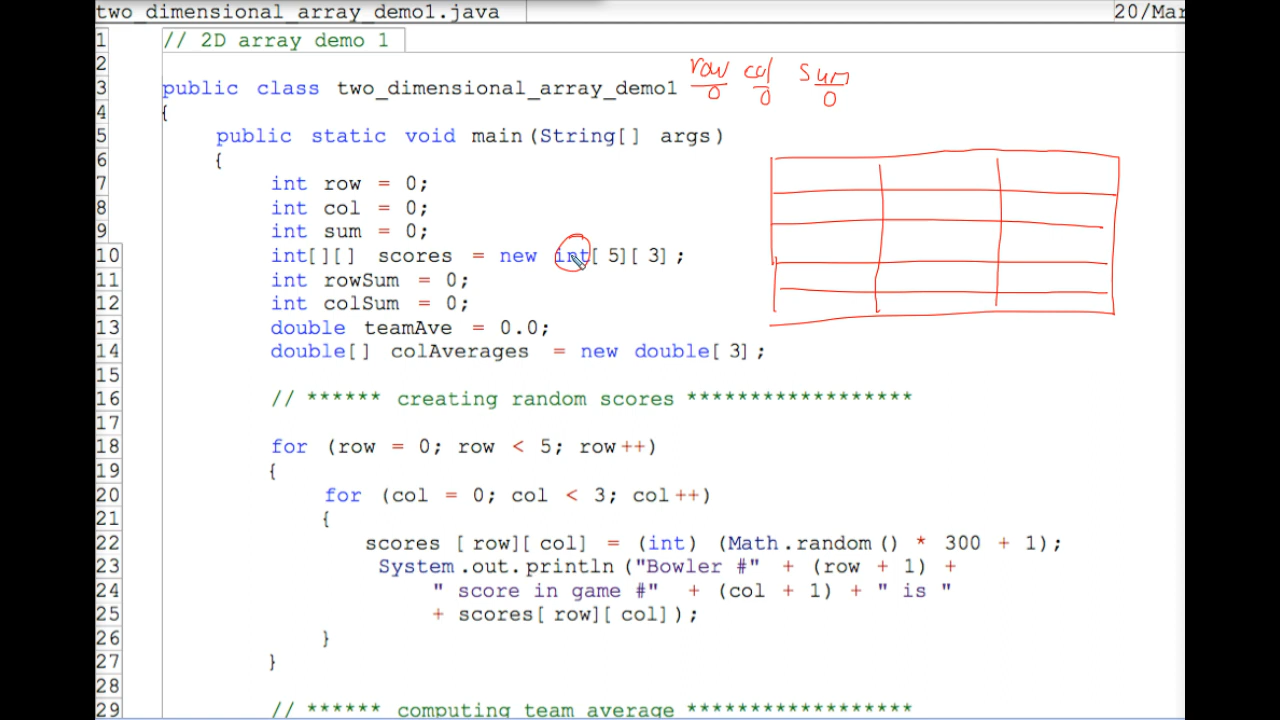 two_dimensional_array_demo1.java 20/Mar
1 // 2D array demo 1
2
3 public class two_dimensional_array_demo1
4 {
5 public static void main(String[] args)
6 {
7 int row = 0;
8 int col = 0;
9 int sum = 0;
10 int[][] scores = new int[ 5][ 3] ;
11 int rowSum = 0;
12 int colSum = 0;
13 double teamAve = 0.0;
14 double[] colAverages = new double[ 3] ;
15
16 // ****** creating random scores ******************
17
18 for (row = 0; row < 5; row++)
19 {
20 for (col = 0; col < 3; col++)
21 {
22 scores [ row][ col] = (int) (Math.random() * 300 + 1);
23 System.out.println("Bowler #" + (row + 1) +
24 " score in game #" + (col + 1) + " is "
25 + scores[ row][ col]);
26 }
27 }
28
29 // ****** computing team average ******************
row col sum
0 0 0